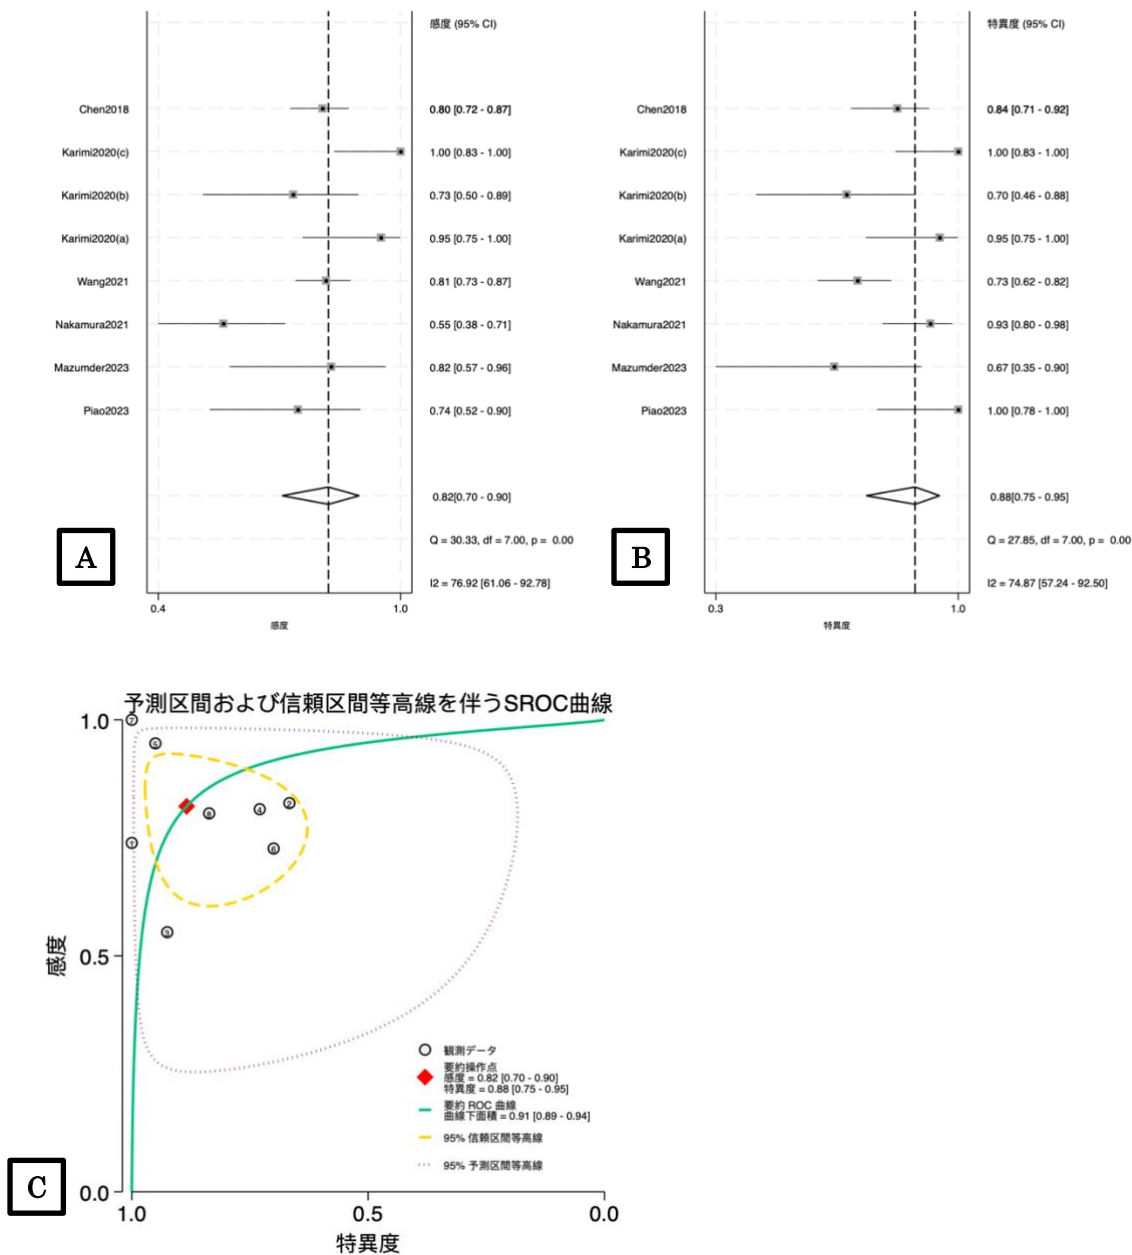 感度 (95% CI)
Chen2018
0.80 [0.72 - 0.87]
Karimi2020(c)
1.00 [0.83 - 1.00]
Karimi2020(b)
0.73 [0.50 - 0.89]
Karimi2020(a)
0.95 [0.75 - 1.00]
Wang2021
0.81 [0.73 - 0.87]
Nakamura2021
0.55 [0.38 - 0.71]
Mazumder2023
0.82 [0.57 - 0.96]
Piao2023
0.74 [0.52 - 0.90]
0.82[0.70 - 0.90]
Q = 30.33, df = 7.00, p = 0.00
I2 = 76.92 [61.06 - 92.78]
A
0.4
1.0
感度
特異度 (95% CI)
Chen2018
0.84 [0.71 - 0.92]
Karimi2020(c)
1.00 [0.83 - 1.00]
Karimi2020(b)
0.70 [0.46 - 0.88]
Karimi2020(a)
0.95 [0.75 - 1.00]
Wang2021
0.73 [0.62 - 0.82]
Nakamura2021
0.93 [0.80 - 0.98]
Mazumder2023
0.67 [0.35 - 0.90]
Piao2023
1.00 [0.78 - 1.00]
0.88[0.75 - 0.95]
Q = 27.85, df = 7.00, p = 0.00
I2 = 74.87 [57.24 - 92.50]
B
0.3
1.0
特異度
予測区間および信頼区間等高線を伴うSROC曲線
1.0
0.5
0.0
感度
7
5
8
4
2
1
6
3
観測データ
要約操作点
感度 = 0.82 [0.70 - 0.90]
特異度 = 0.88 [0.75 - 0.95]
要約 ROC 曲線
曲線下面積 = 0.91 [0.89 - 0.94]
95% 信頼区間等高線
95% 予測区間等高線
C
1.0
0.5
0.0
特異度